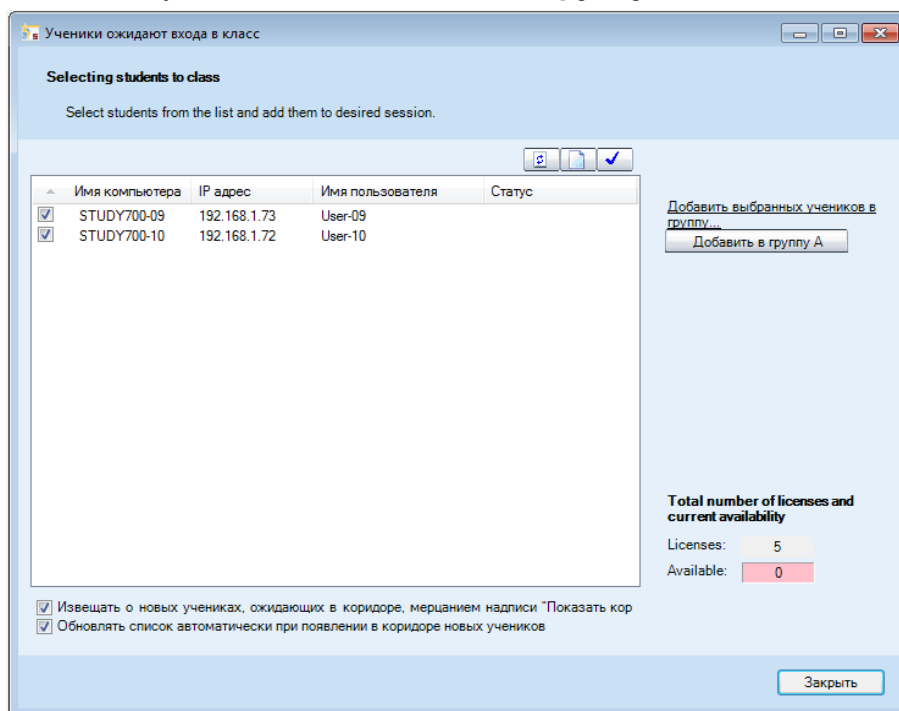 Ученики ожидают входа в класс
Selecting students to class
Select students from the list and add them to desired session.
Имя компьютера IP адрес Имя пользователя Статус
STUDY700-09 192.168.1.73 User-09
STUDY700-10 192.168.1.72 User-10
Добавить выбранных учеников в
группу...
Добавить в группу A
Total number of licenses and
current availability
Licenses: 5
Available: 0
Извещать о новых учениках, ожидающих в коридоре, мерцанием надписи "Показать кор
Обновлять список автоматически при появлении в коридоре новых учеников
Закрыть